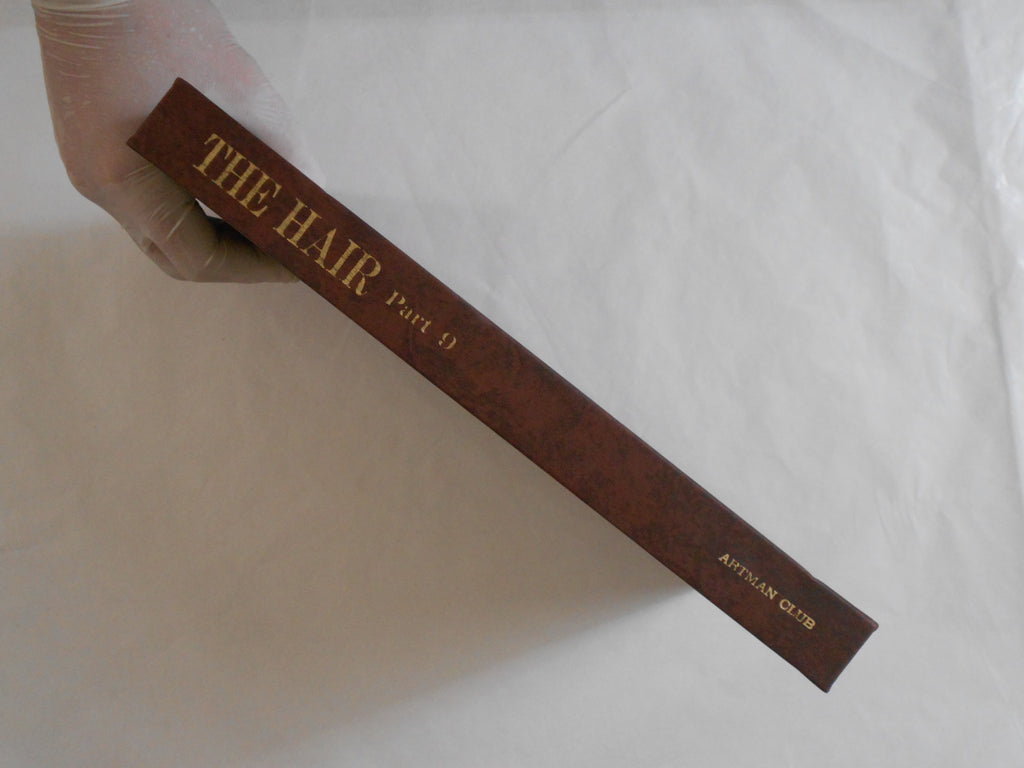 THE HAIR Part 9
ARTMAN CLUB